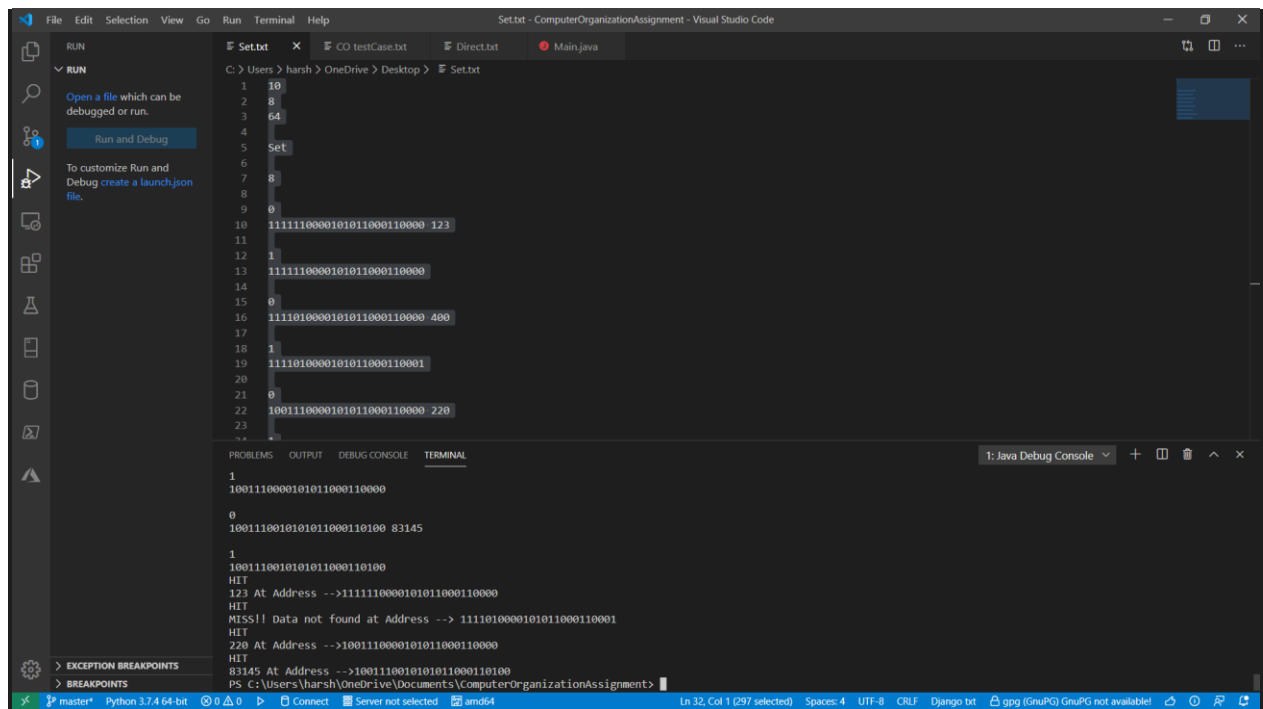 File Edit Selection View Go Run Terminal Help
Set.txt - ComputerOrganizationAssignment - Visual Studio Code
RUN
RUN
Open a file which can be
debugged or run.
Run and Debug
To customize Run and
Debug create a launch.json
file.
1
Set.txt
CO testCase.txt
Direct.txt
Main.java
C: > Users > harsh > OneDrive > Desktop > Set.txt
1 10
2 8
3 64
4
5 Set
6
7 8
8
9 0
10 1111110000101011000110000 123
11
12 1
13 1111110000101011000110000
14
15 0
16 1111010000101011000110000 400
17
18 1
19 1111010000101011000110001
20
21 0
22 1001110000101011000110000 220
23
24 1
PROBLEMS OUTPUT DEBUG CONSOLE TERMINAL
1: Java Debug Console
1
1001110000101011000110000
0
1001110010101011000110100 83145
1
1001110010101011000110100
HIT
123 At Address -->1111110000101011000110000
HIT
MISS!! Data not found at Address --> 1111010000101011000110001
HIT
220 At Address -->1001110000101011000110000
HIT
83145 At Address -->1001110010101011000110100
PS C:\Users\harsh\OneDrive\Documents\ComputerOrganizationAssignment>
EXCEPTION BREAKPOINTS
BREAKPOINTS
master* Python 3.7.4 64-bit 0 0 Connect Server not selected amd64
Ln 32, Col 1 (297 selected) Spaces: 4 UTF-8 CRLF Django txt gpg (GnuPG) GnuPG not available!